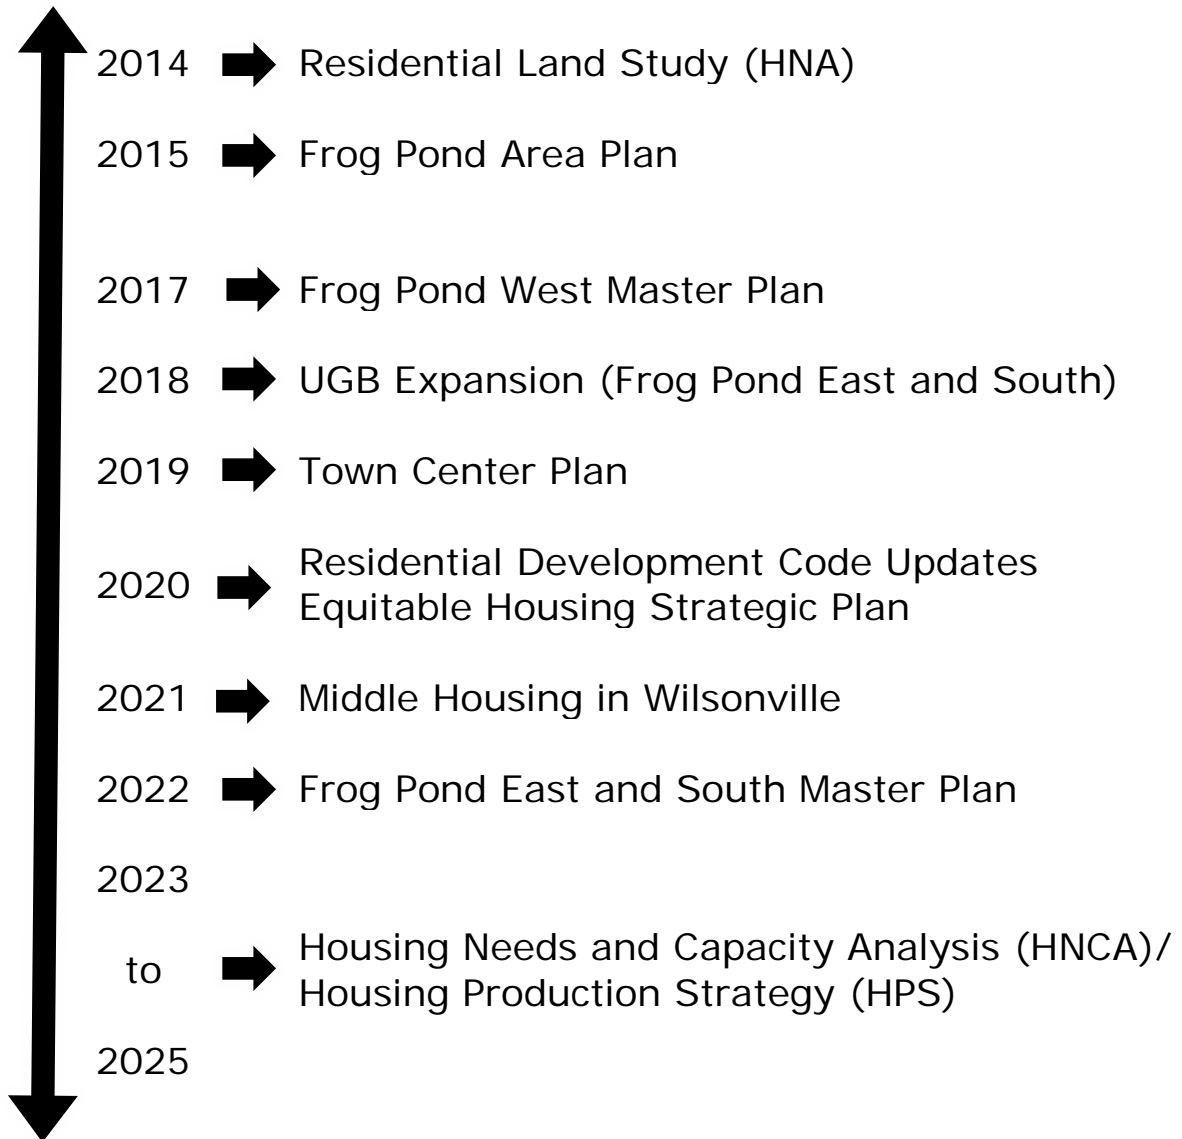 2014 Residential Land Study (HNA)
2015 Frog Pond Area Plan
2017 Frog Pond West Master Plan
2018 UGB Expansion (Frog Pond East and South)
2019 Town Center Plan
2020 Residential Development Code Updates
Equitable Housing Strategic Plan
2021 Middle Housing in Wilsonville
2022 Frog Pond East and South Master Plan
2023
to
Housing Needs and Capacity Analysis (HNCA)/
Housing Production Strategy (HPS)
2025